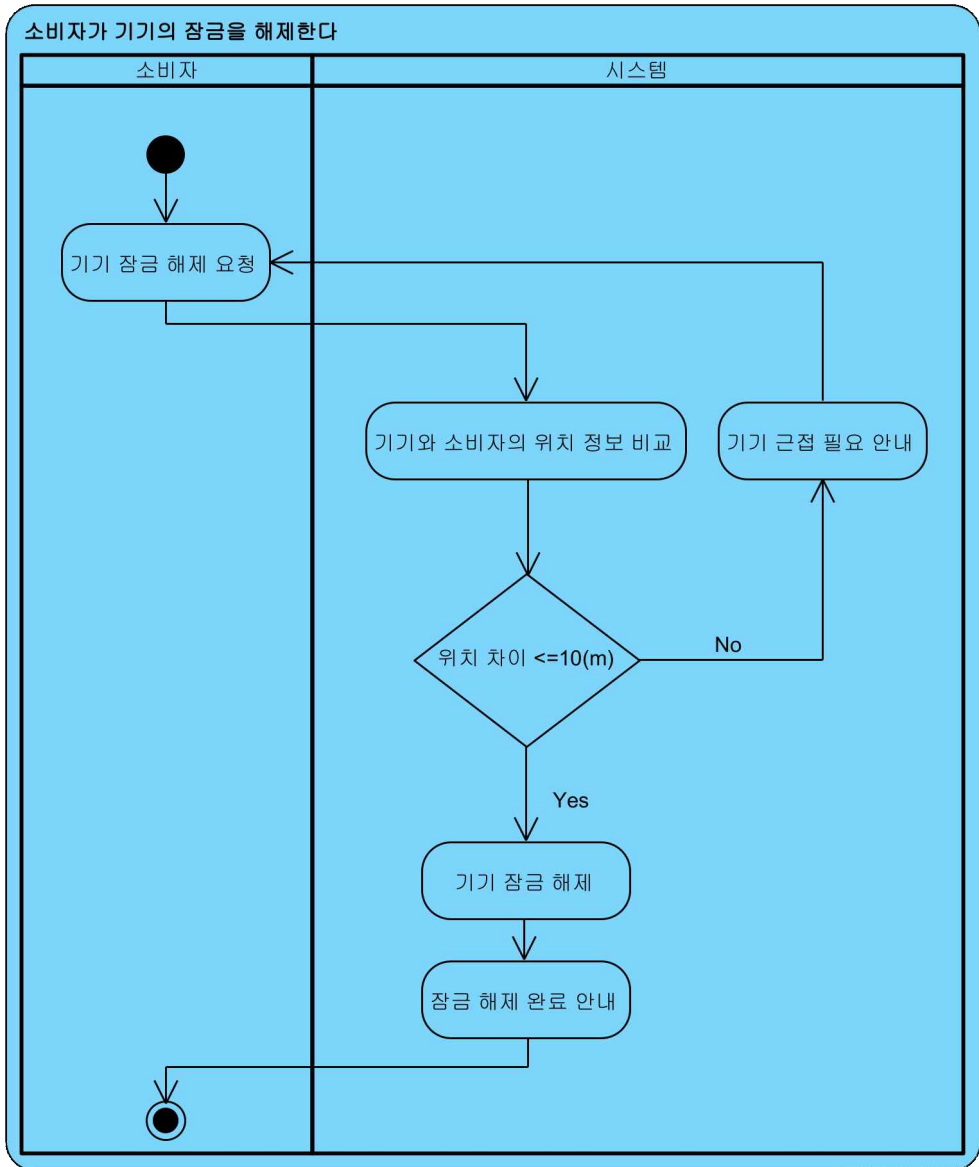 소비자가 기기의 잠금을 해제한다
소비자
시스템
기기 잠금 해제 요청
기기와 소비자의 위치 정보 비교
기기 근접 필요 안내
위치 차이 <=10(m)
No
Yes
기기 잠금 해제
잠금 해제 완료 안내